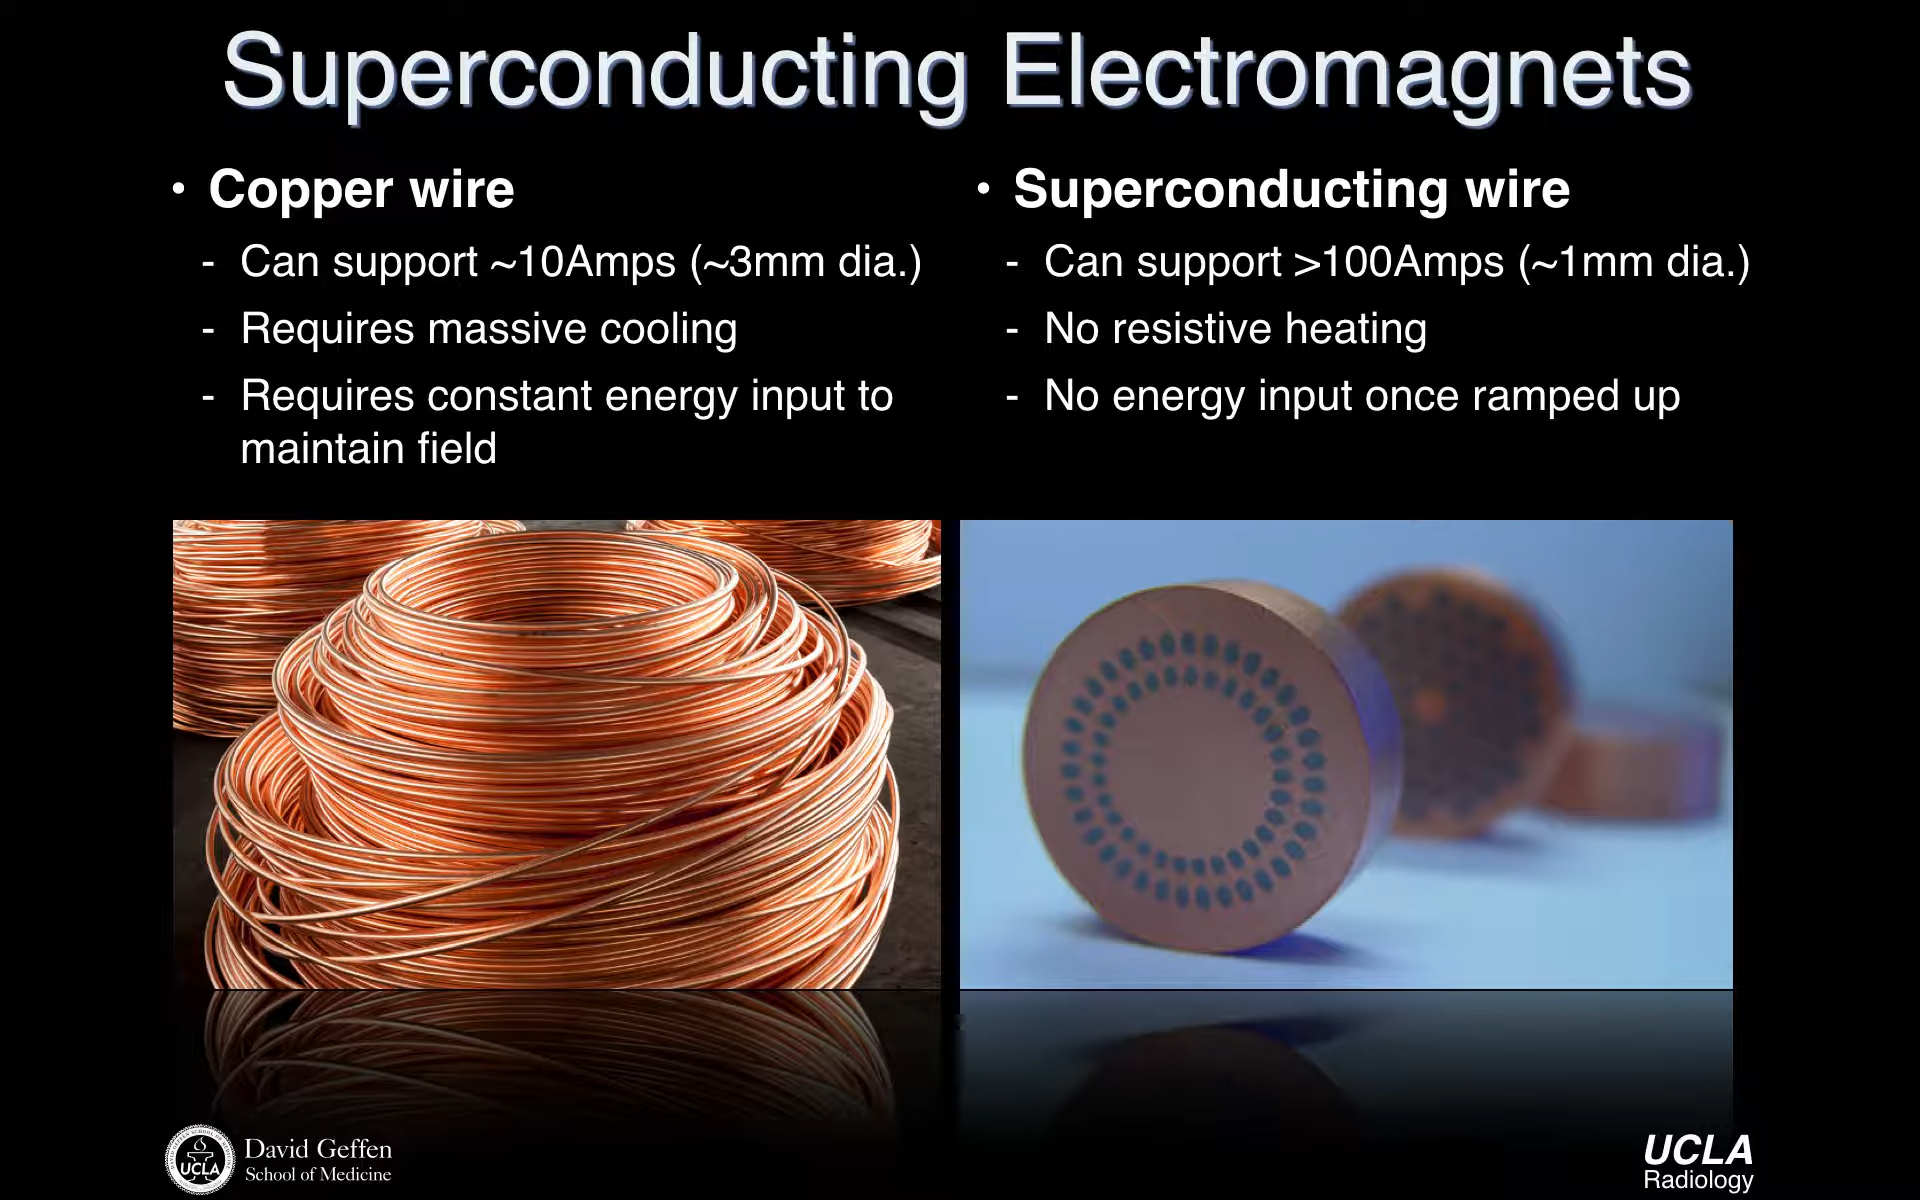 Superconducting Electromagnets
• Copper wire
- Can support ~10Amps (~3mm dia.)
- Requires massive cooling
- Requires constant energy input to
maintain field
• Superconducting wire
- Can support >100Amps (~1mm dia.)
- No resistive heating
- No energy input once ramped up
UCLA
David Geffen
School of Medicine
UCLA
Radiology